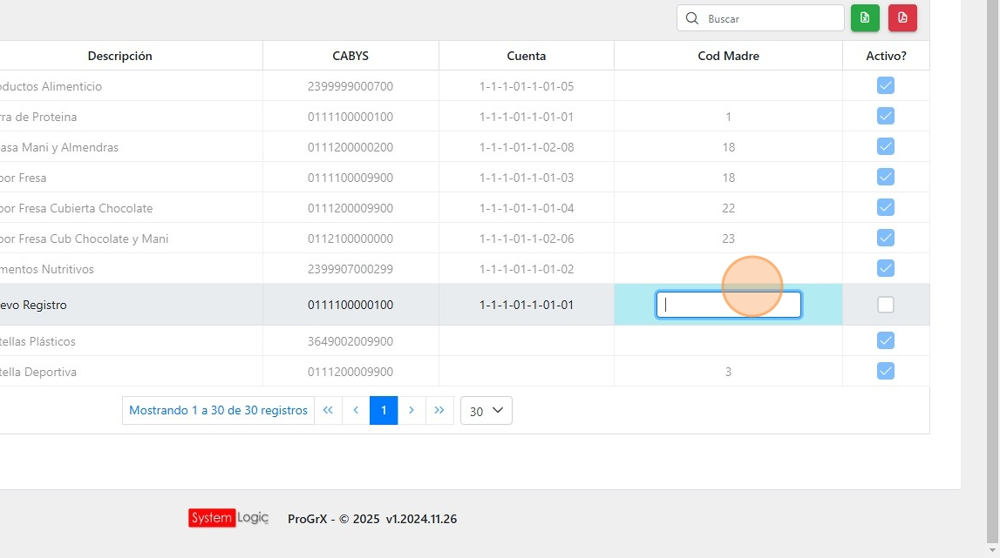 Buscar
Descripción CABYS Cuenta Cod Madre Activo?
oductos Alimenticio 2399999000700 1-1-1-01-1-01-05
rra de Proteina 0111100000100 1-1-1-01-1-01-01 1
asa Mani y Almendras 0111200000200 1-1-1-01-1-02-08 18
bor Fresa 0111100009900 1-1-1-01-1-01-03 18
bor Fresa Cubierta Chocolate 0111200009900 1-1-1-01-1-01-04 22
bor Fresa Cub Chocolate y Mani 0112100000000 1-1-1-01-1-02-06 23
mentos Nutritivos 2399907000299 1-1-1-01-1-01-02
evo Registro 0111100000100 1-1-1-01-1-01-01
tellas Plásticos 3649002009900
tella Deportiva 0111200009900 3
Mostrando 1 a 30 de 30 registros « ‹ 1 › » 30
System Logic ProGrX - © 2025 v1.2024.11.26